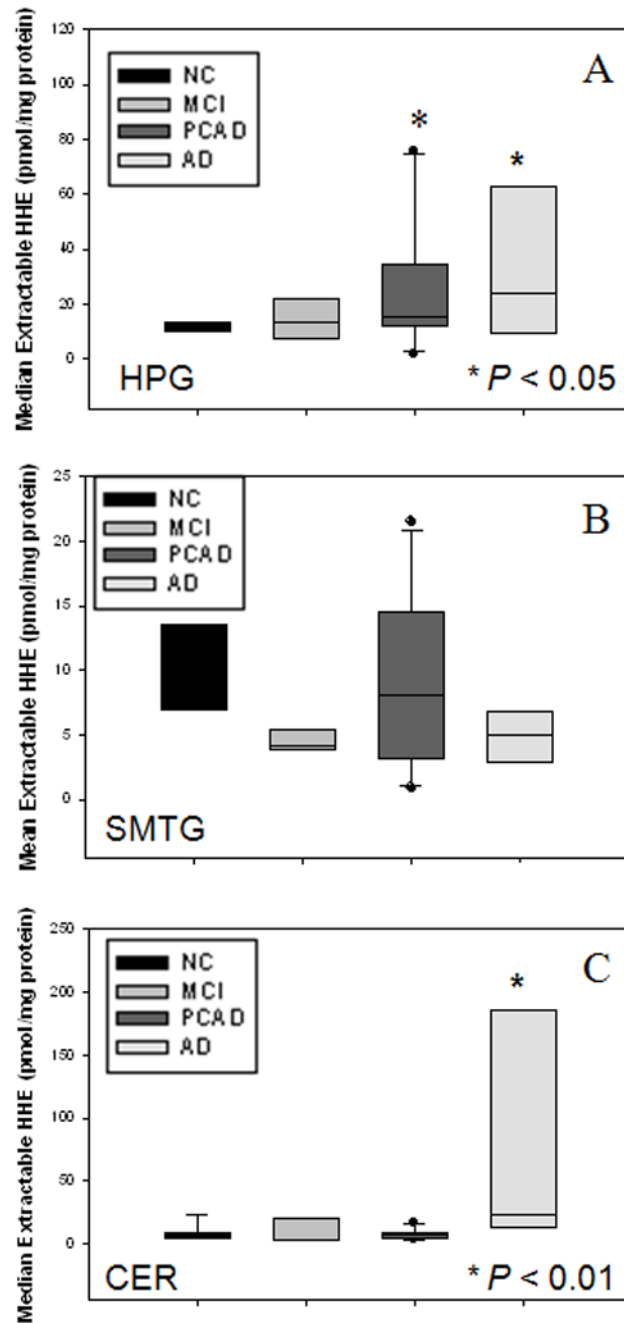 Median Extractable HHE (pmol/mg protein)
120
100
80
60
40
20
0
NC
MCI
PCAD
AD
A
*
*
HPG
* P < 0.05
Mean Extractable HHE (pmol/mg protein)
25
20
15
10
5
0
NC
MCI
PCAD
AD
B
SMTG
Median Extractable HHE (pmol/mg protein)
250
200
150
100
50
0
NC
MCI
PCAD
AD
C
*
CER
* P < 0.01